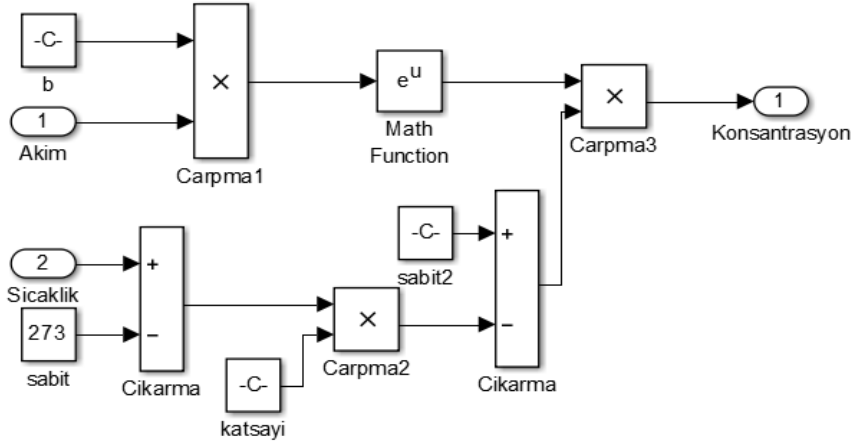 -C-
b
1
Akim
×
Carpma1
e^u
Math
Function
×
Carpma3
1
Konsantrasyon
2
Sicaklik
273
sabit
+
−
Cikarma
-C-
katsayi
×
Carpma2
-C-
sabit2
+
−
Cikarma